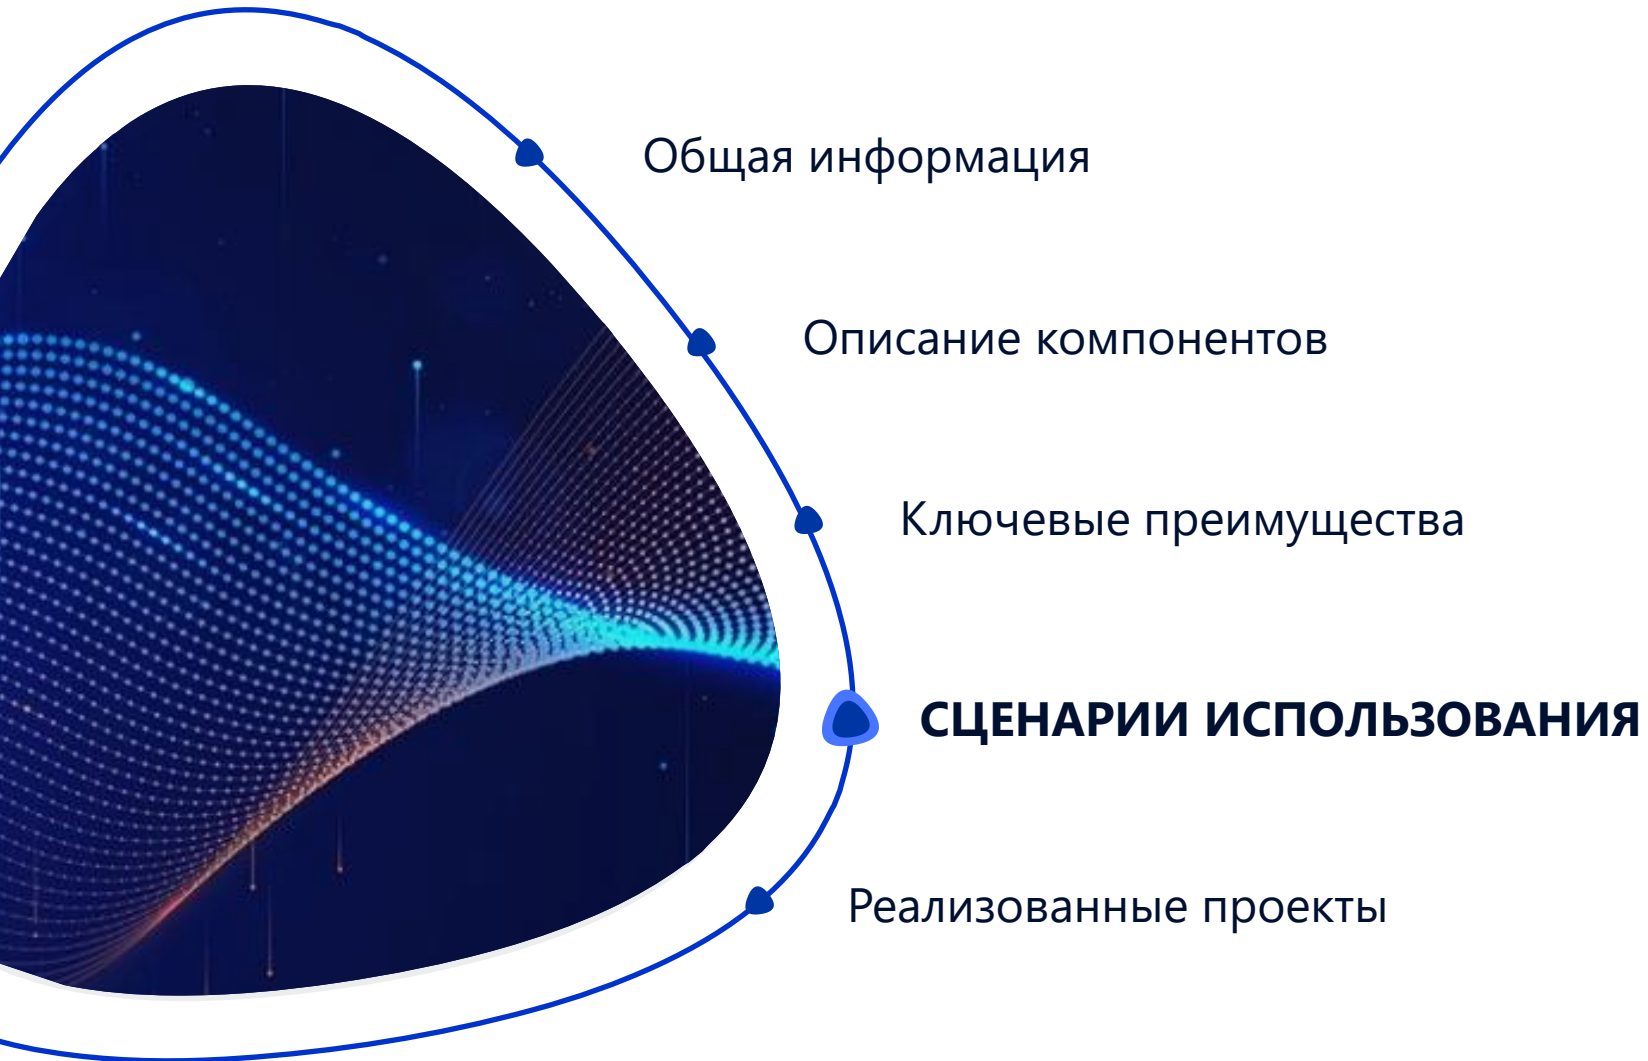 Общая информация
Описание компонентов
Ключевые преимущества
СЦЕНАРИИ ИСПОЛЬЗОВАНИЯ
Реализованные проекты